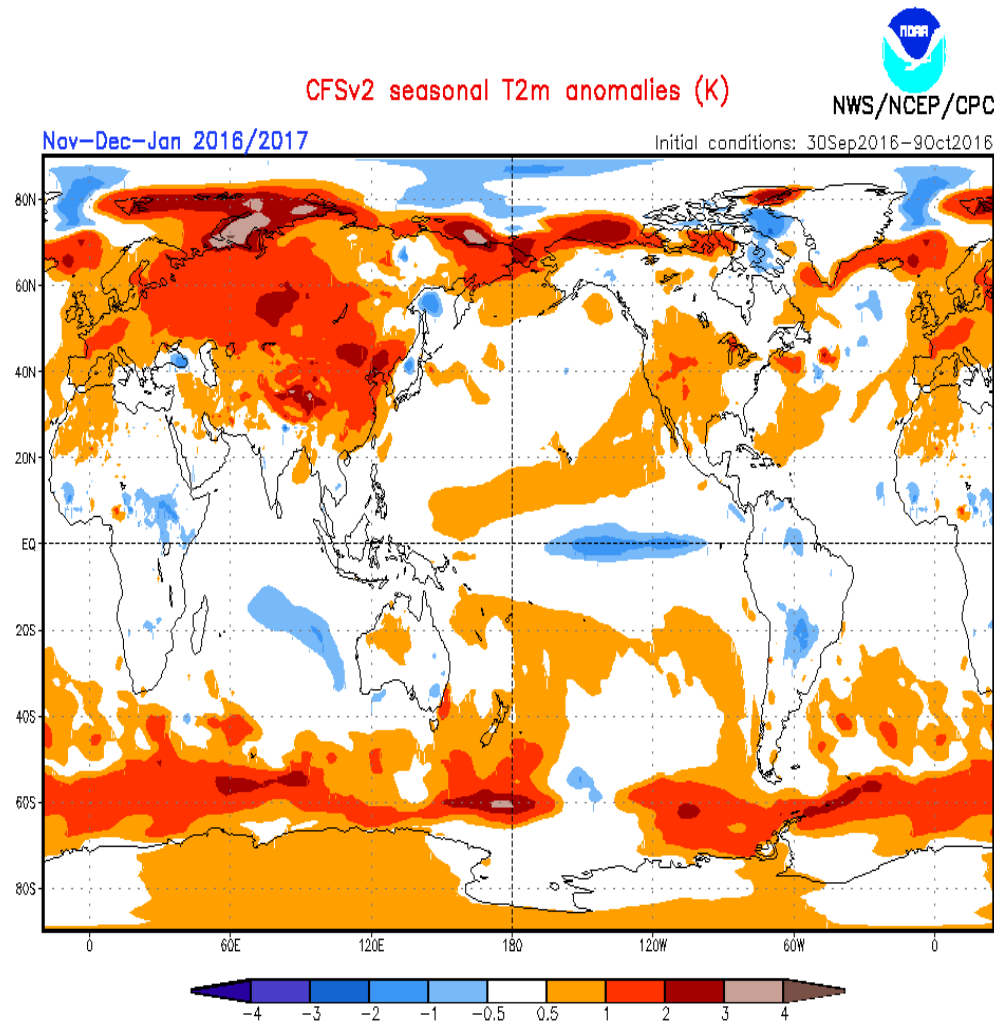 NOAA
CFSv2 seasonal T2m anomalies (K)
NWS/NCEP/CPC
Nov-Dec-Jan 2016/2017
Initial conditions: 30Sep2016-9Oct2016
80N
60N
40N
20N
EQ
20S
40S
60S
80S
0 60E 120E 180 120W 60W 0
-4 -3 -2 -1 -0.5 0.5 1 2 3 4